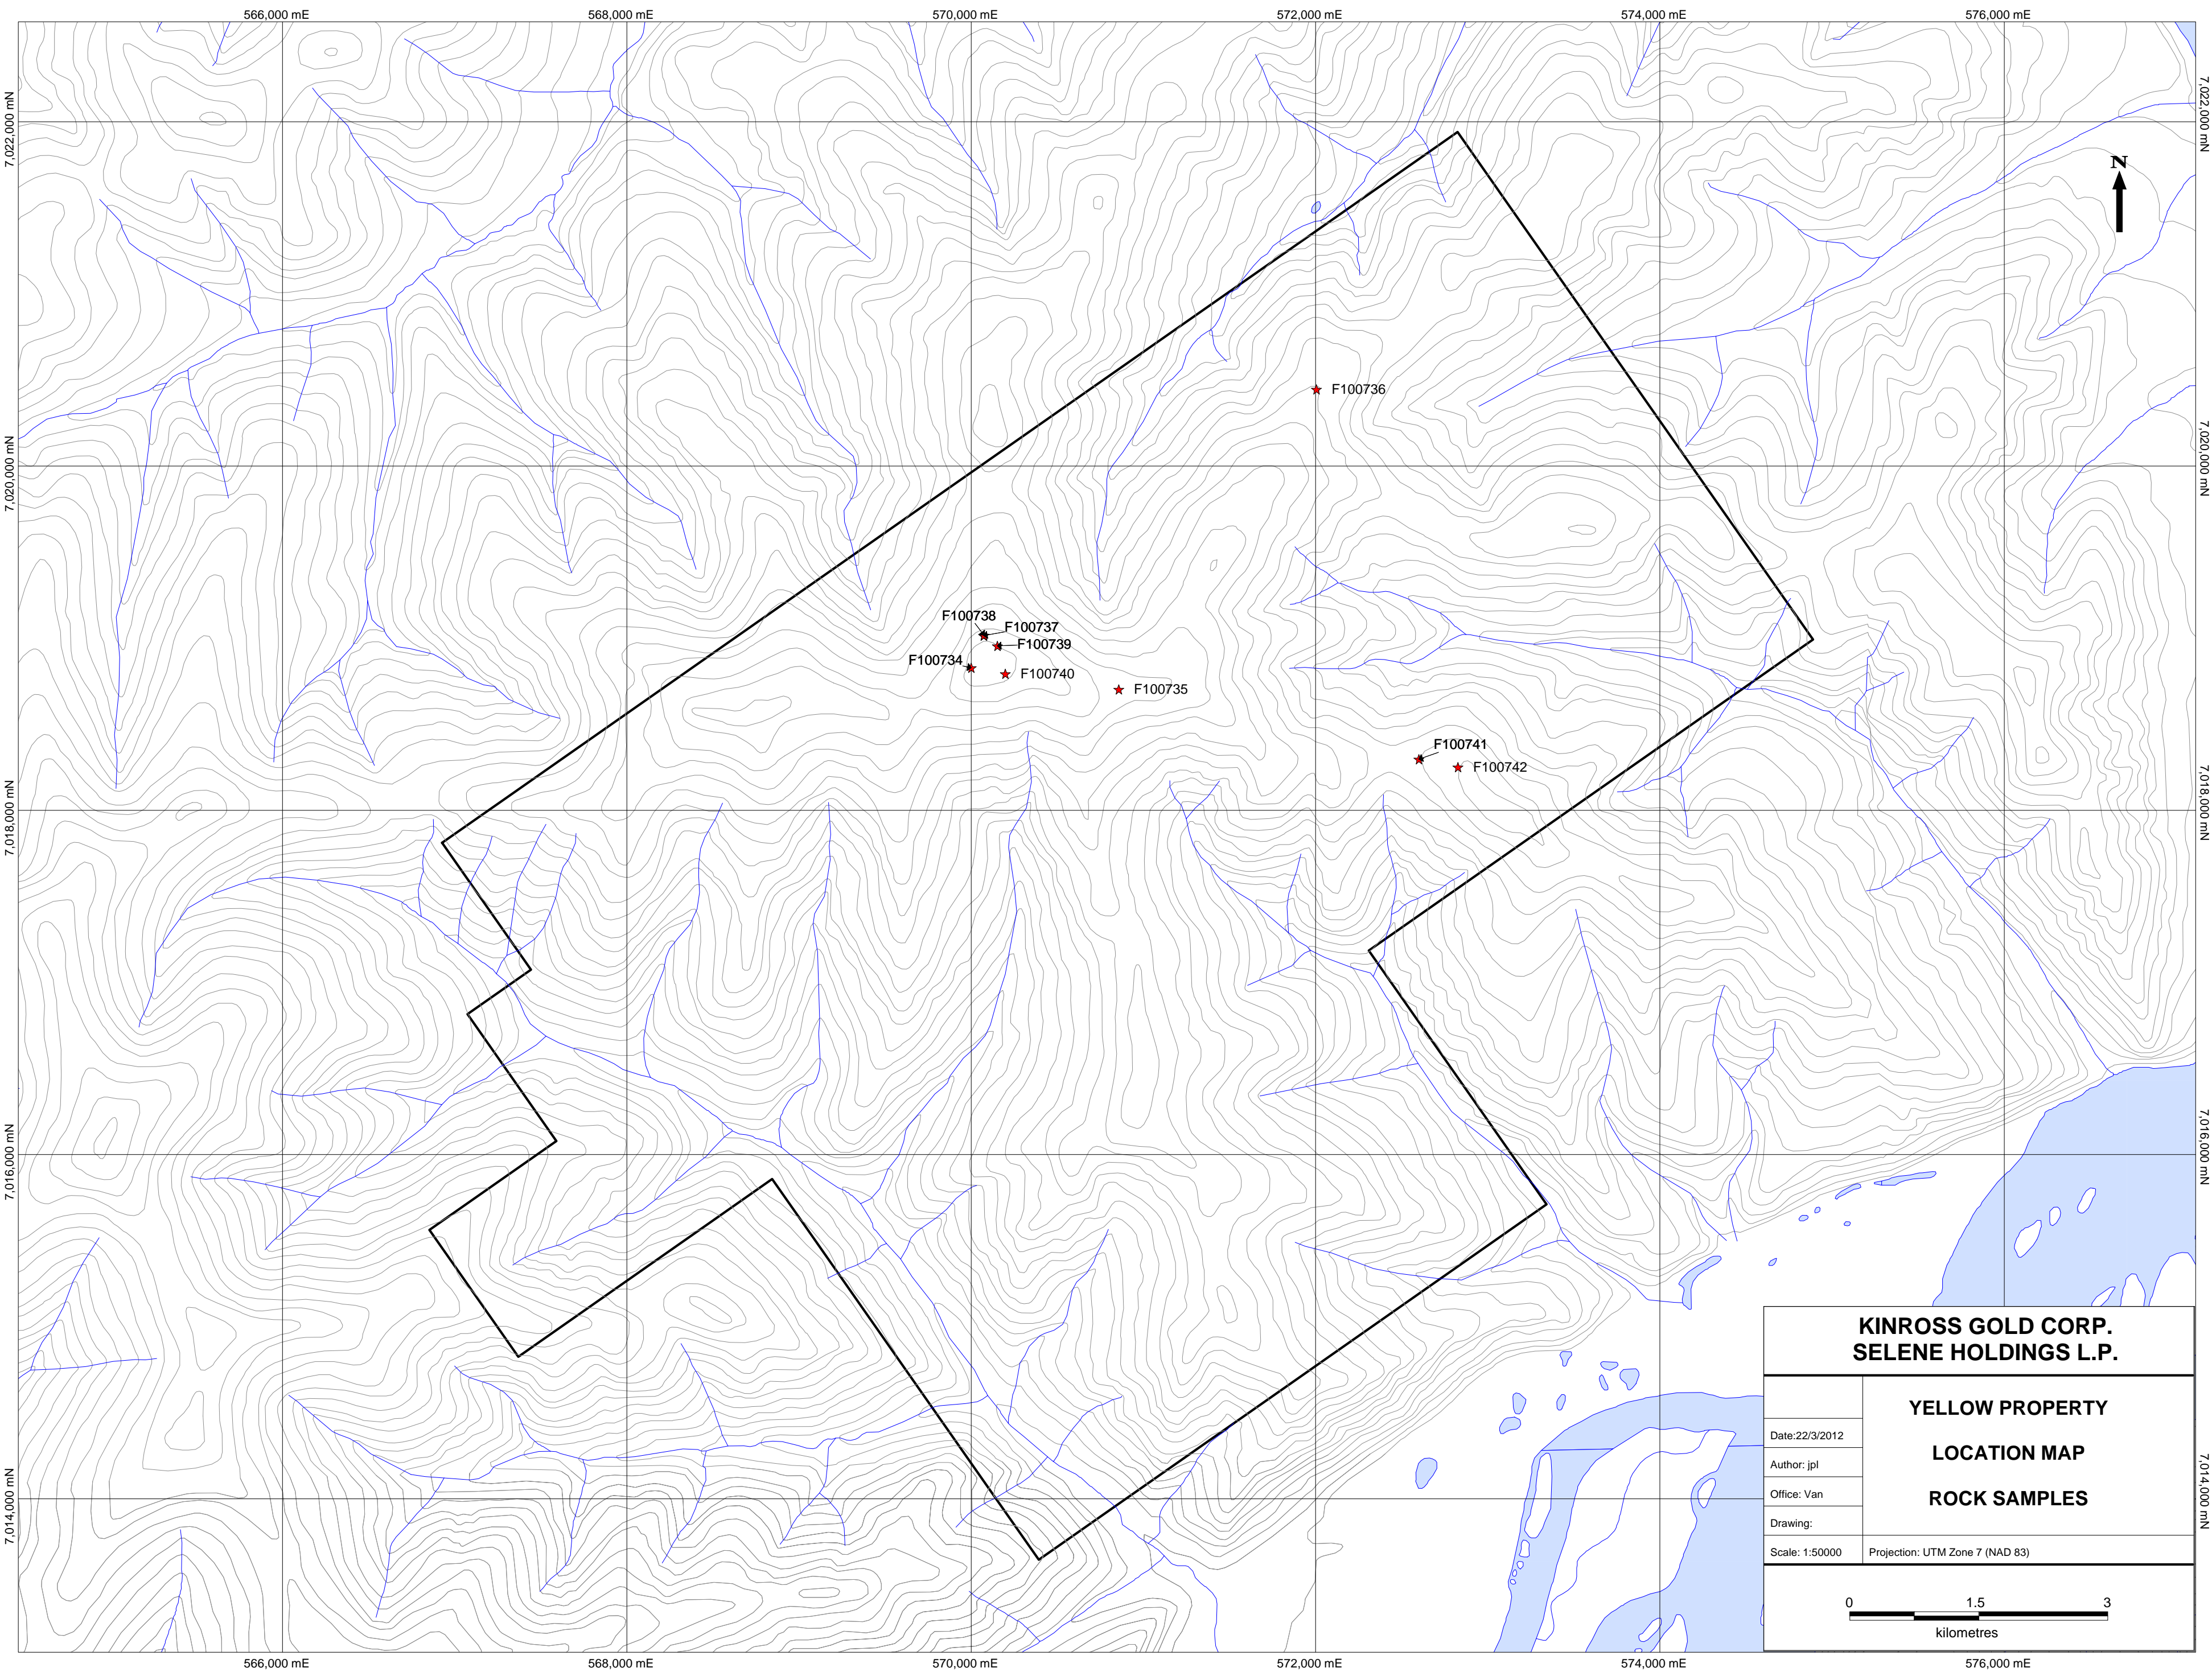 566,000 mE
568,000 mE
570,000 mE
572,000 mE
574,000 mE
576,000 mE
7,022,000 mN
7,022,000 mN
N
F100736
7,020,000 mN
7,020,000 mN
F100738
F100737
F100739
F100734
F100740
F100735
F100741
F100742
7,018,000 mN
7,018,000 mN
7,016,000 mN
7,016,000 mN
7,014,000 mN
7,014,000 mN
KINROSS GOLD CORP.
SELENE HOLDINGS L.P.
YELLOW PROPERTY
LOCATION MAP
ROCK SAMPLES
Date:22/3/2012
Author: jpl
Office: Van
Drawing:
Scale: 1:50000
Projection: UTM Zone 7 (NAD 83)
0 1.5 3
kilometres
566,000 mE
568,000 mE
570,000 mE
572,000 mE
574,000 mE
576,000 mE